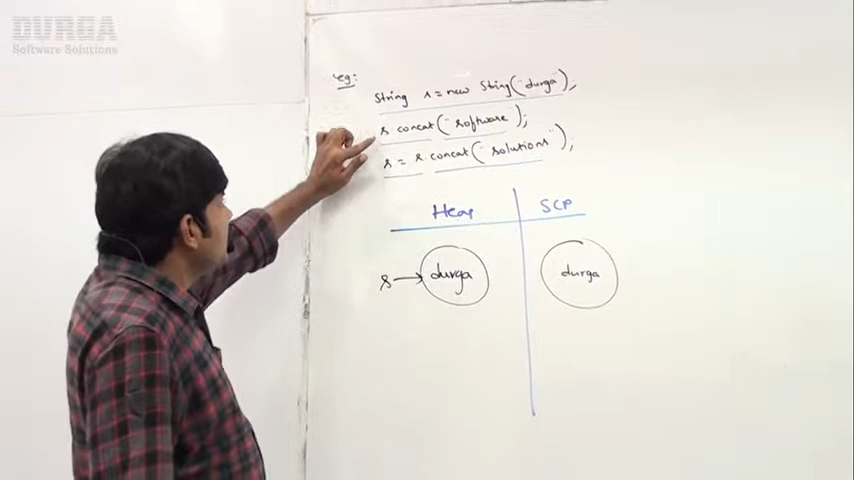 DURGA
Software Solutions
eg:
String s = new String("durga");
s.concat("software");
s = s.concat("solutions");
Heap SCP
s → durga durga